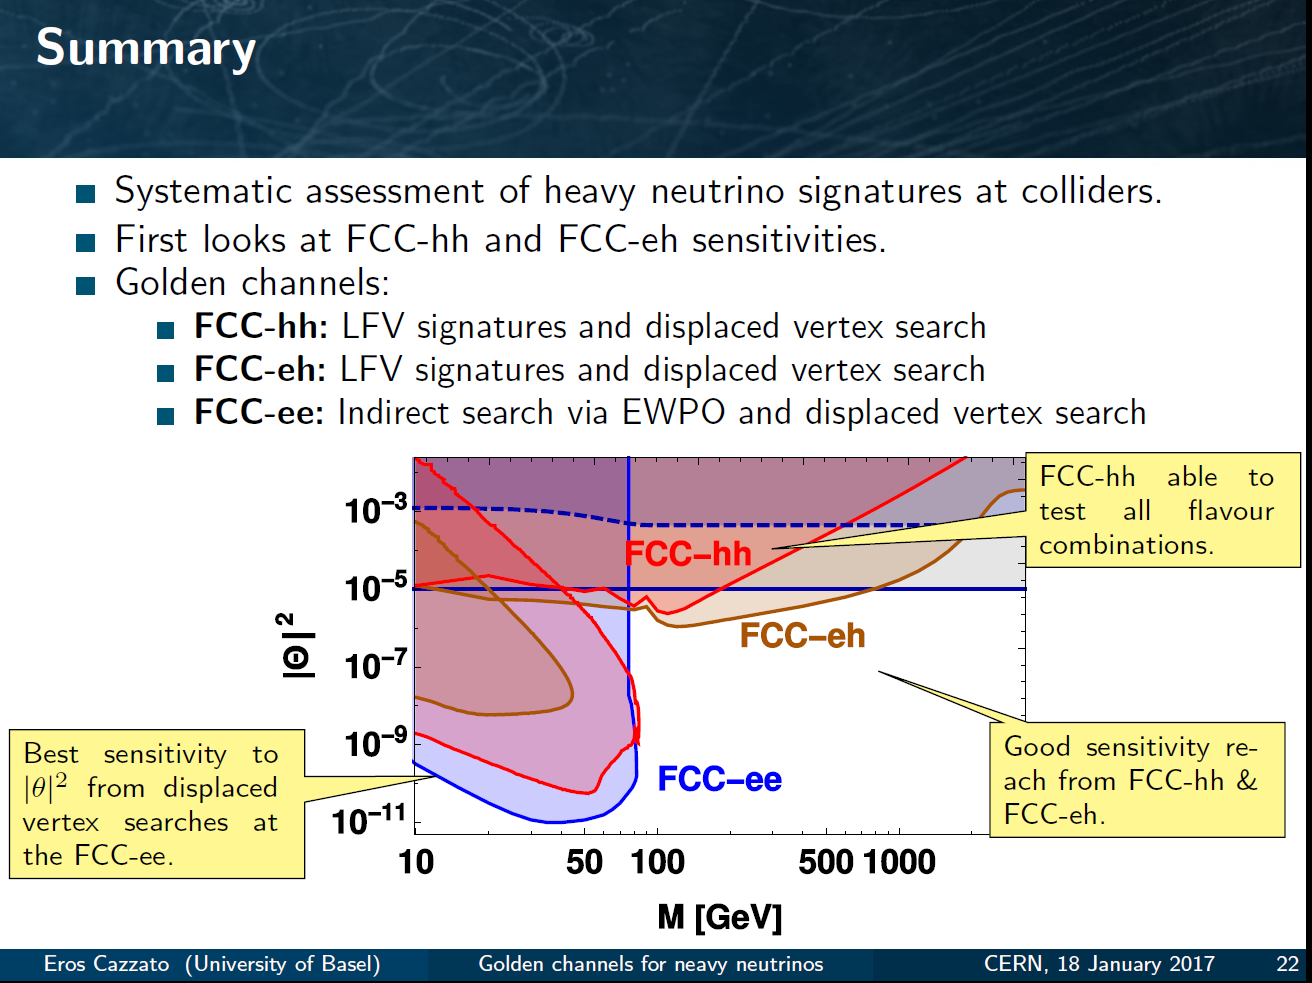 Summary
Systematic assessment of heavy neutrino signatures at colliders.
First looks at FCC-hh and FCC-eh sensitivities.
Golden channels:
FCC-hh: LFV signatures and displaced vertex search
FCC-eh: LFV signatures and displaced vertex search
FCC-ee: Indirect search via EWPO and displaced vertex search
FCC-hh able to
test all flavour
combinations.
10⁻³
FCC−hh
10⁻⁵
|Θ|²
FCC−eh
10⁻⁷
Good sensitivity re-
ach from FCC-hh &
FCC-eh.
10⁻⁹
Best sensitivity to
|θ|² from displaced
vertex searches at
the FCC-ee.
FCC−ee
10⁻¹¹
10 50 100 500 1000
M [GeV]
Eros Cazzato (University of Basel) Golden channels for neavy neutrinos CERN, 18 January 2017 22